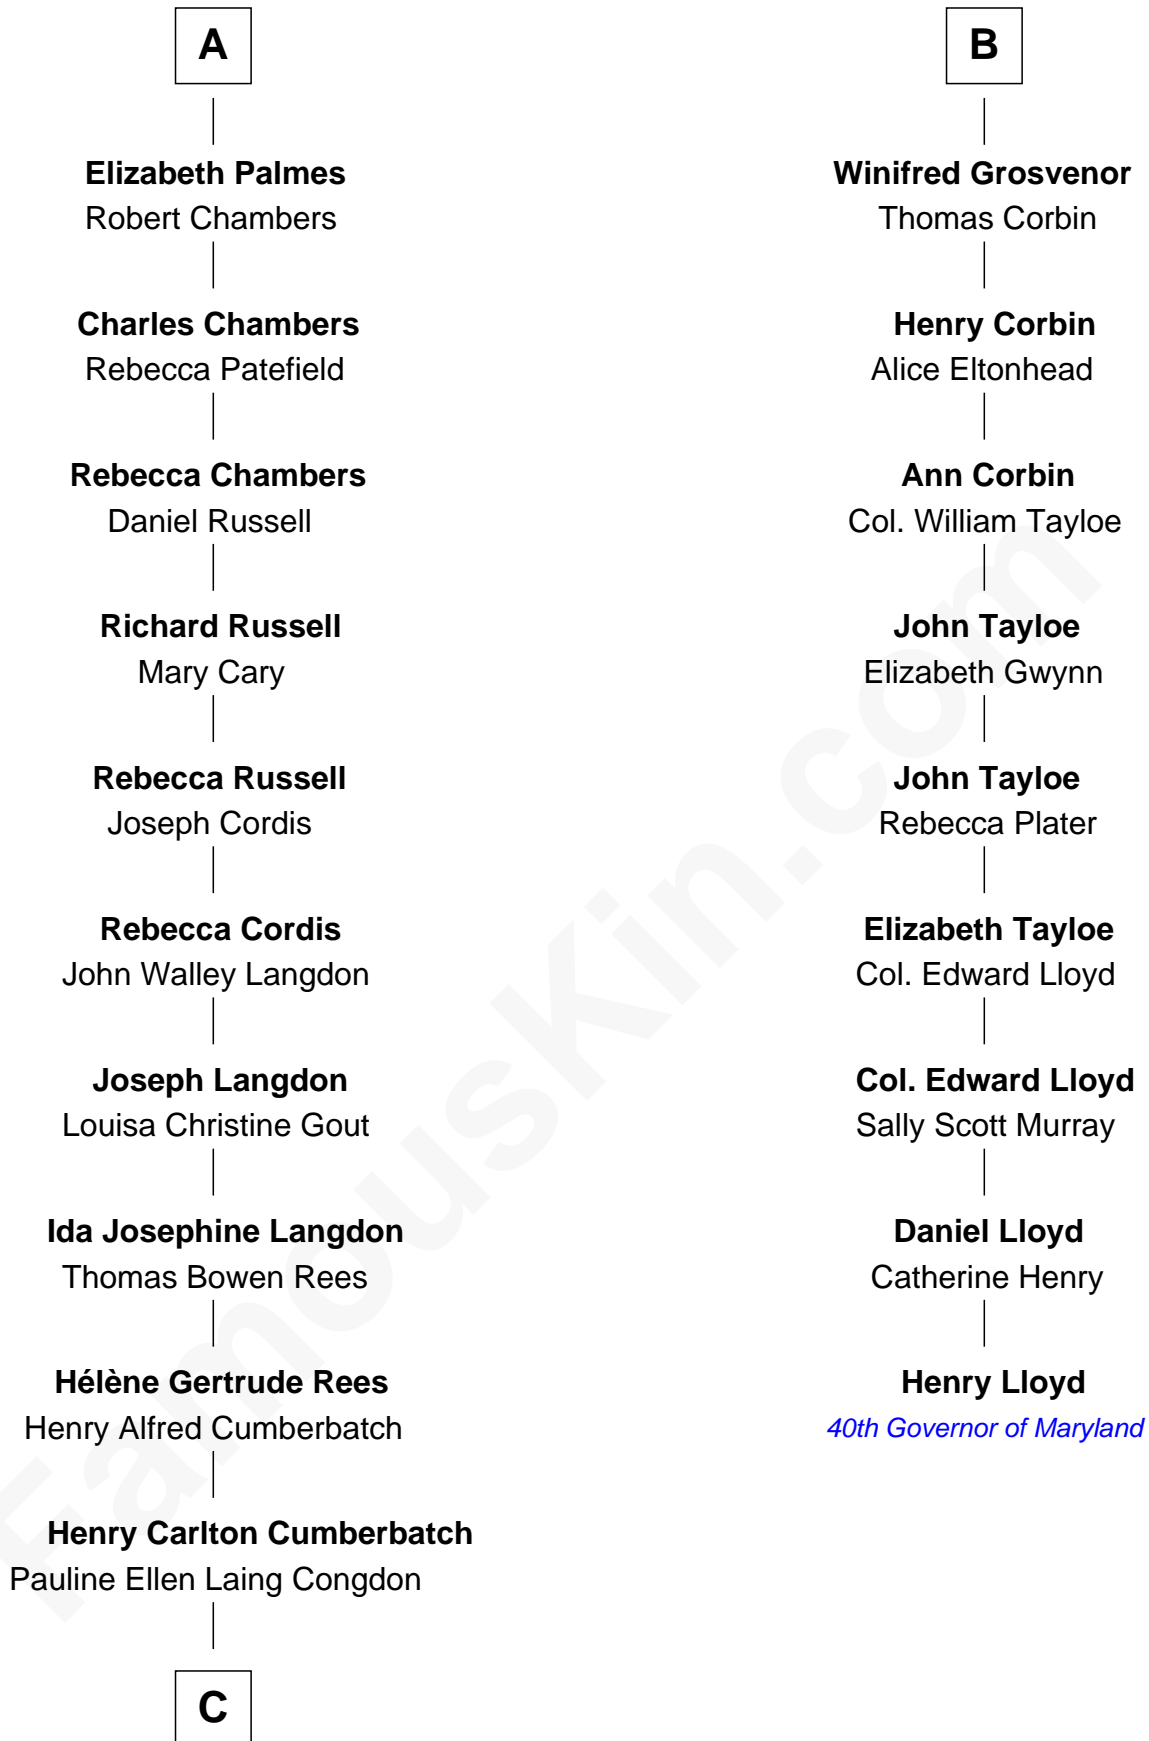 A
Elizabeth Palmes
Robert Chambers
Charles Chambers
Rebecca Patefield
Rebecca Chambers
Daniel Russell
Richard Russell
Mary Cary
Rebecca Russell
Joseph Cordis
Rebecca Cordis
John Walley Langdon
Joseph Langdon
Louisa Christine Gout
Ida Josephine Langdon
Thomas Bowen Rees
Hélène Gertrude Rees
Henry Alfred Cumberbatch
Henry Carlton Cumberbatch
Pauline Ellen Laing Congdon
C
B
Winifred Grosvenor
Thomas Corbin
Henry Corbin
Alice Eltonhead
Ann Corbin
Col. William Tayloe
John Tayloe
Elizabeth Gwynn
John Tayloe
Rebecca Plater
Elizabeth Tayloe
Col. Edward Lloyd
Col. Edward Lloyd
Sally Scott Murray
Daniel Lloyd
Catherine Henry
Henry Lloyd
40th Governor of Maryland
FamousKin.com